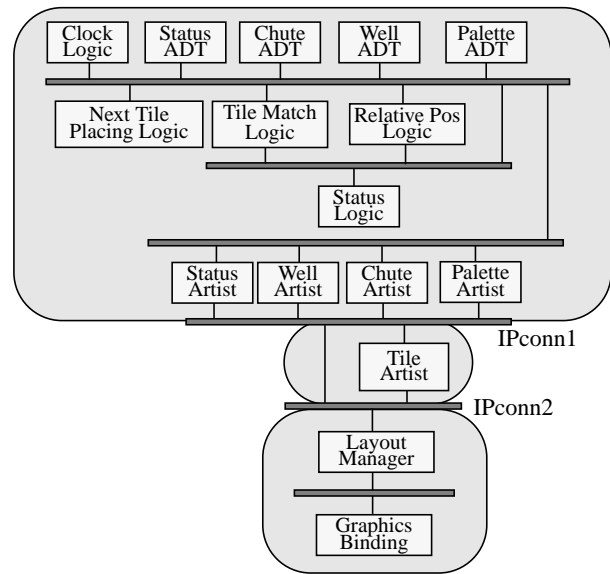 Clock
Logic
Status
ADT
Chute
ADT
Well
ADT
Palette
ADT
Next Tile
Placing Logic
Tile Match
Logic
Relative Pos
Logic
Status
Logic
Status
Artist
Well
Artist
Chute
Artist
Palette
Artist
IPconn1
Tile
Artist
IPconn2
Layout
Manager
Graphics
Binding